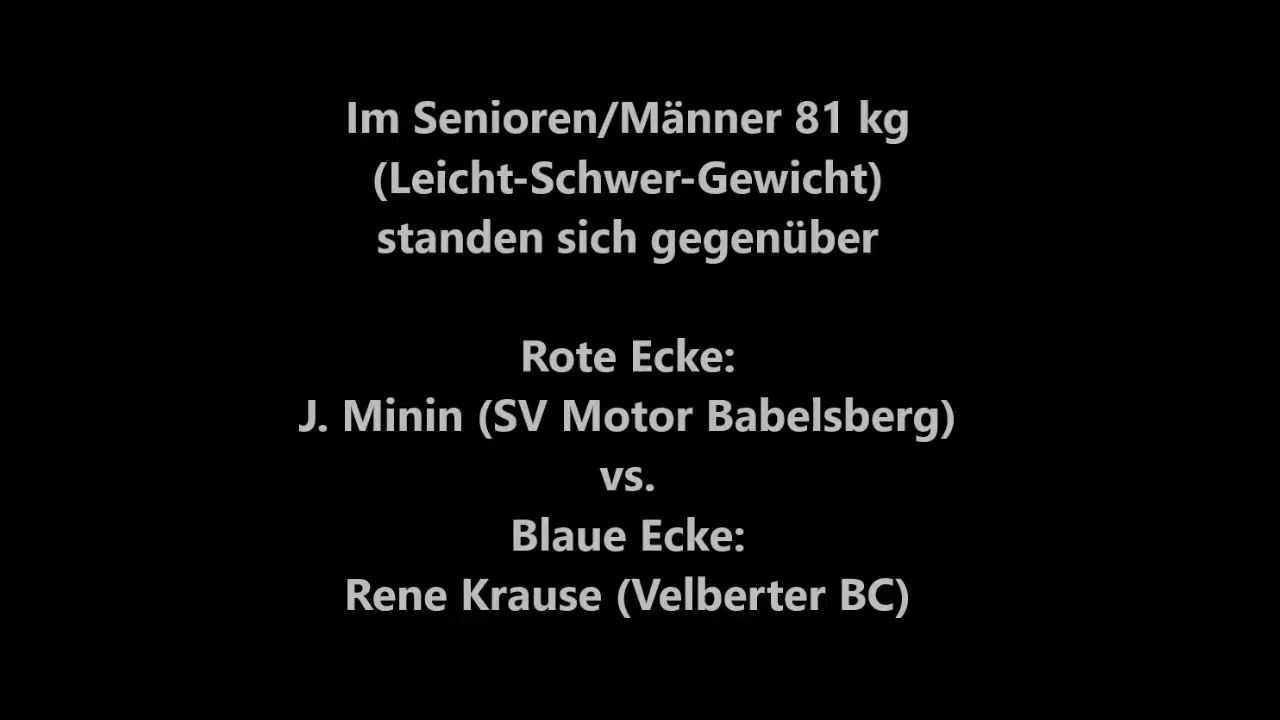 Im Senioren/Männer 81 kg
(Leicht-Schwer-Gewicht)
standen sich gegenüber
Rote Ecke:
J. Minin (SV Motor Babelsberg)
vs.
Blaue Ecke:
Rene Krause (Velberter BC)